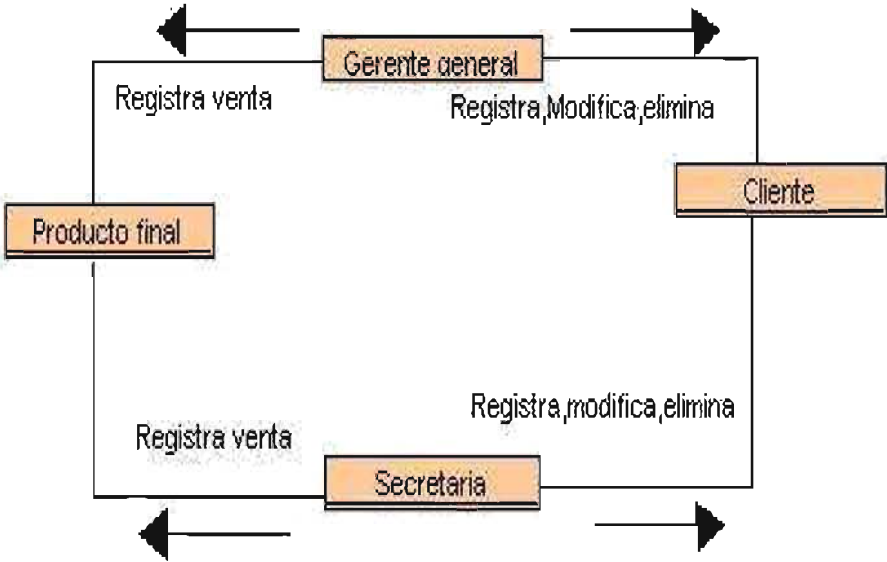 Gerente general
Registra venta
Registra,Modifica,elimina
Cliente
Producto final
Registra,modifica,elimina
Registra venta
Secretaria